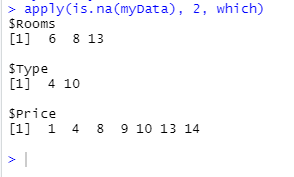 > apply(is.na(myData), 2, which)
$Rooms
[1]  6  8 13

$Type
[1]  4 10

$Price
[1]  1  4  8  9 10 13 14

>